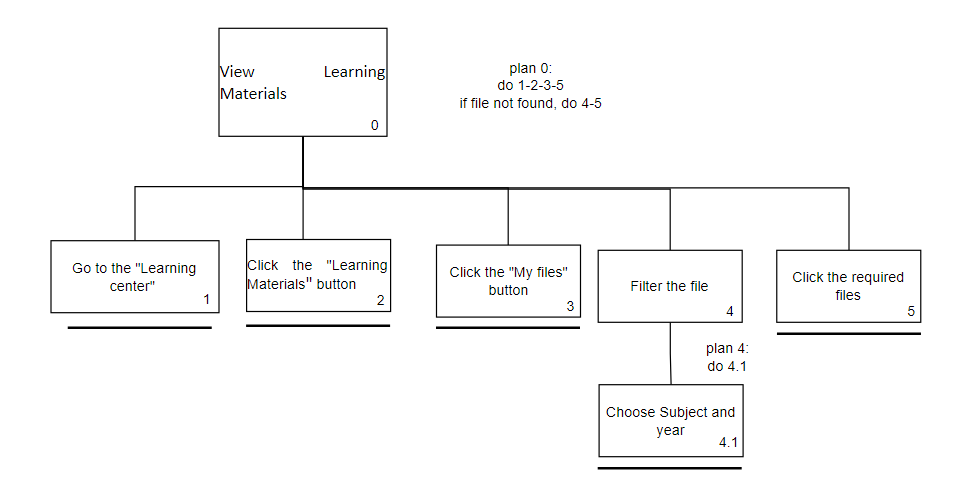 View Learning
Materials
0
plan 0:
do 1-2-3-5
if file not found, do 4-5
Go to the "Learning
center"
1
Click the "Learning
Materials" button
2
Click the "My files"
button
3
Filter the file
4
Click the required
files
5
plan 4:
do 4.1
Choose Subject and
year
4.1